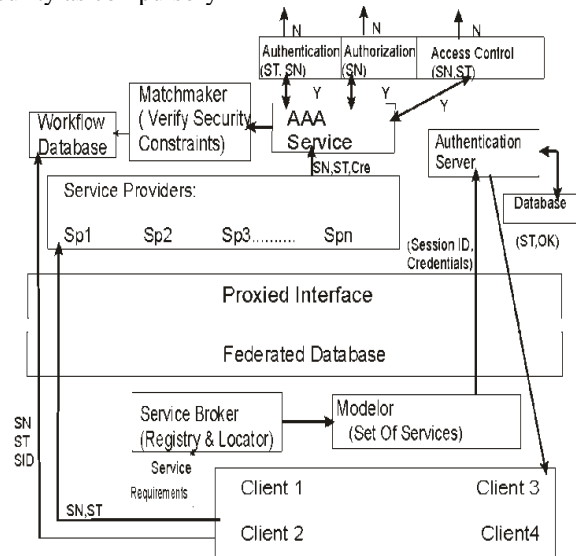 N N N
Authentication
(ST, SN)
Authorization
(SN)
Access Control
(SN,ST)
Y Y Y
Matchmaker
( Verify Security
Constraints)
AAA
Service
Workflow
Database
Authentication
Server
SN,ST,Cre
Service Providers:
Sp1 Sp2 Sp3.......... Spn
Database
(ST,OK)
(Session ID,
Credentials)
Proxied Interface
Federated Database
Service Broker
(Registry & Locator)
Modelor
(Set Of Services)
SN
ST
SID
Service
Requirements
SN,ST
Client 1 Client 3
Client 2 Client4